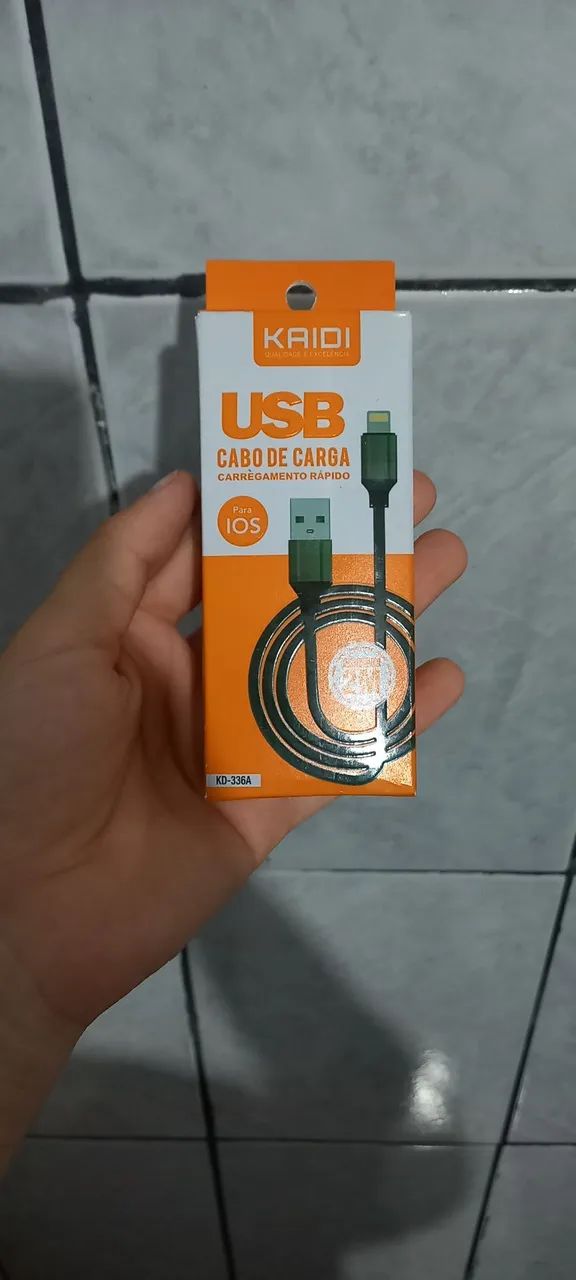 KAIDI
QUALIDADE E EXCELÊNCIA
USB
CABO DE CARGA
CARREGAMENTO RÁPIDO
Para
IOS
KD-336A